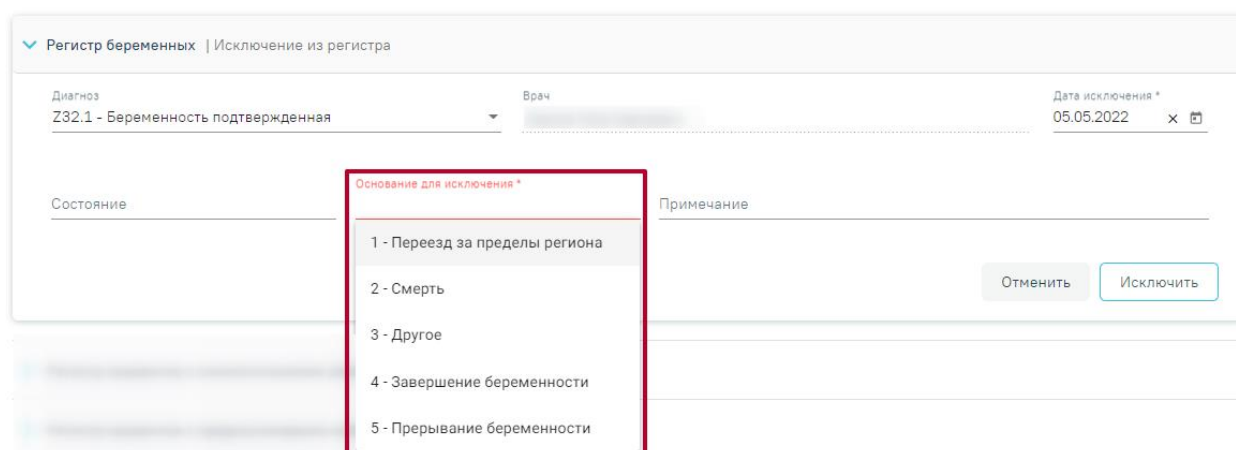 Регистр беременных | Исключение из регистра
Диагноз
Врач
Дата исключения *
Z32.1 - Беременность подтвержденная
05.05.2022
Состояние
Основание для исключения *
Примечание
1 - Переезд за пределы региона
2 - Смерть
3 - Другое
4 - Завершение беременности
5 - Прерывание беременности
Отменить
Исключить